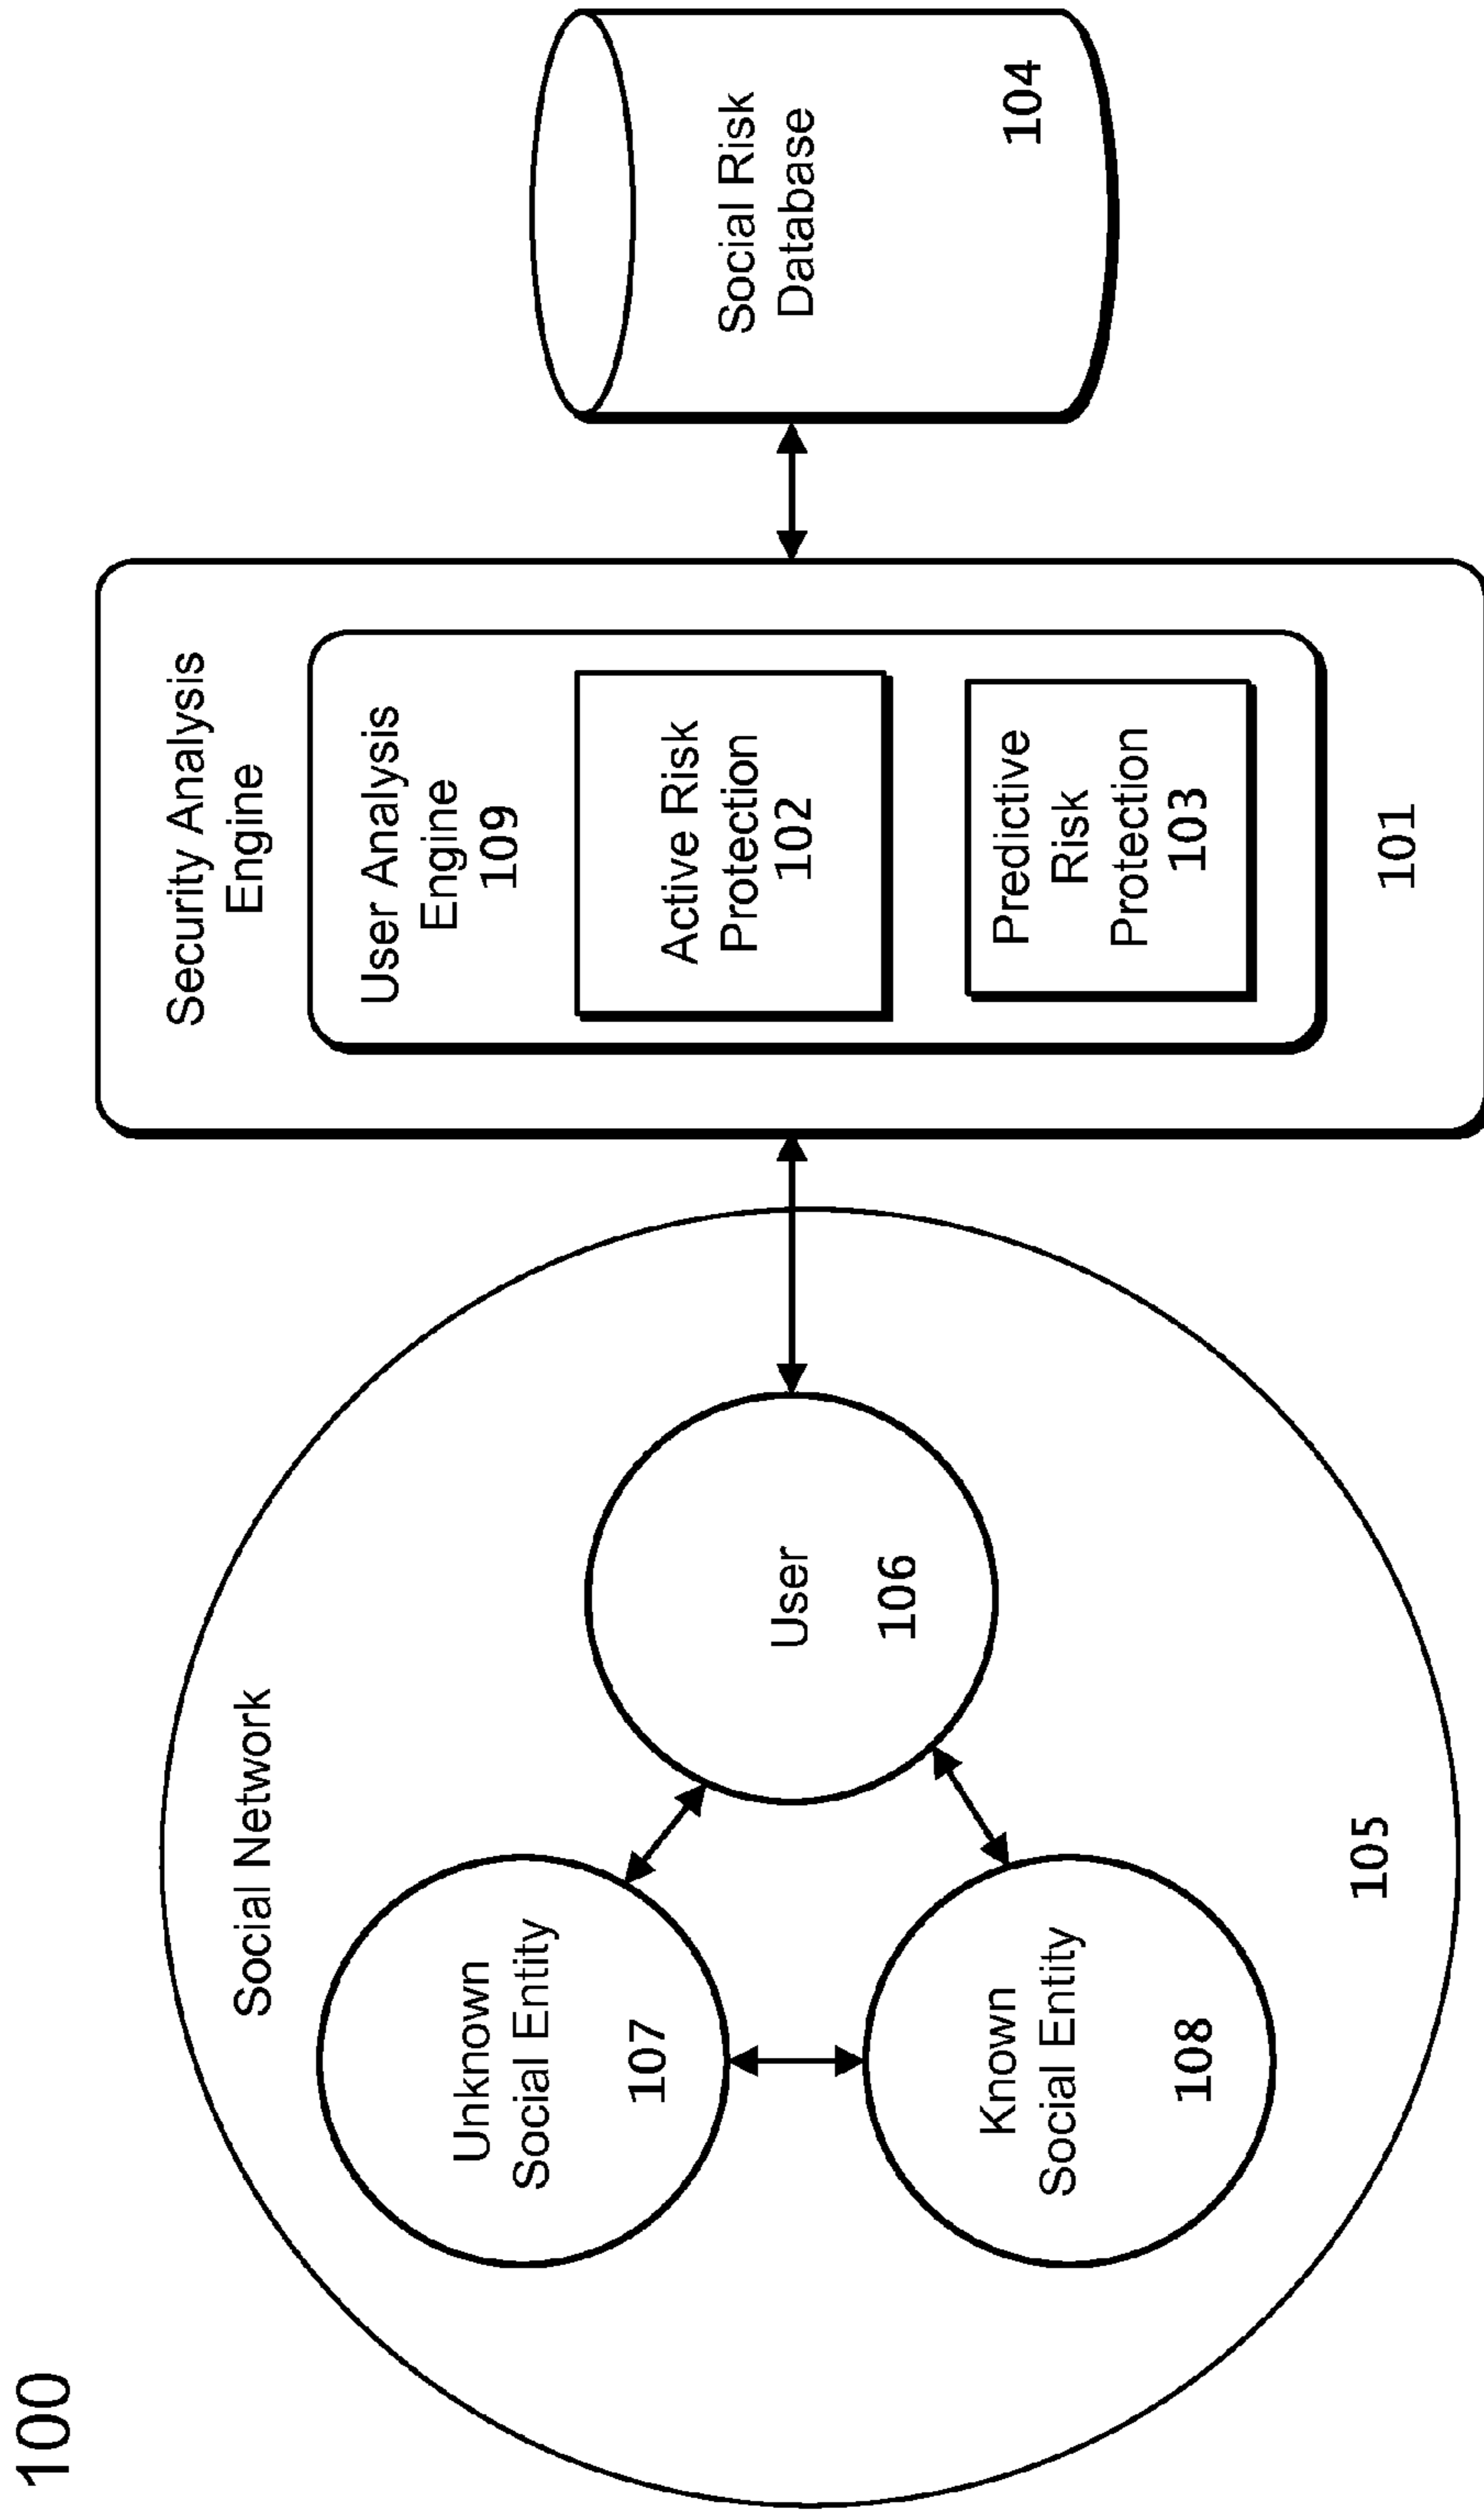 100
Social Network
Unknown
Social Entity
107
Known
Social Entity
108
User
106
105
Security Analysis
Engine
User Analysis
Engine
109
Active Risk
Protection
102
Predictive
Risk
Protection
103
101
Social Risk
Database
104